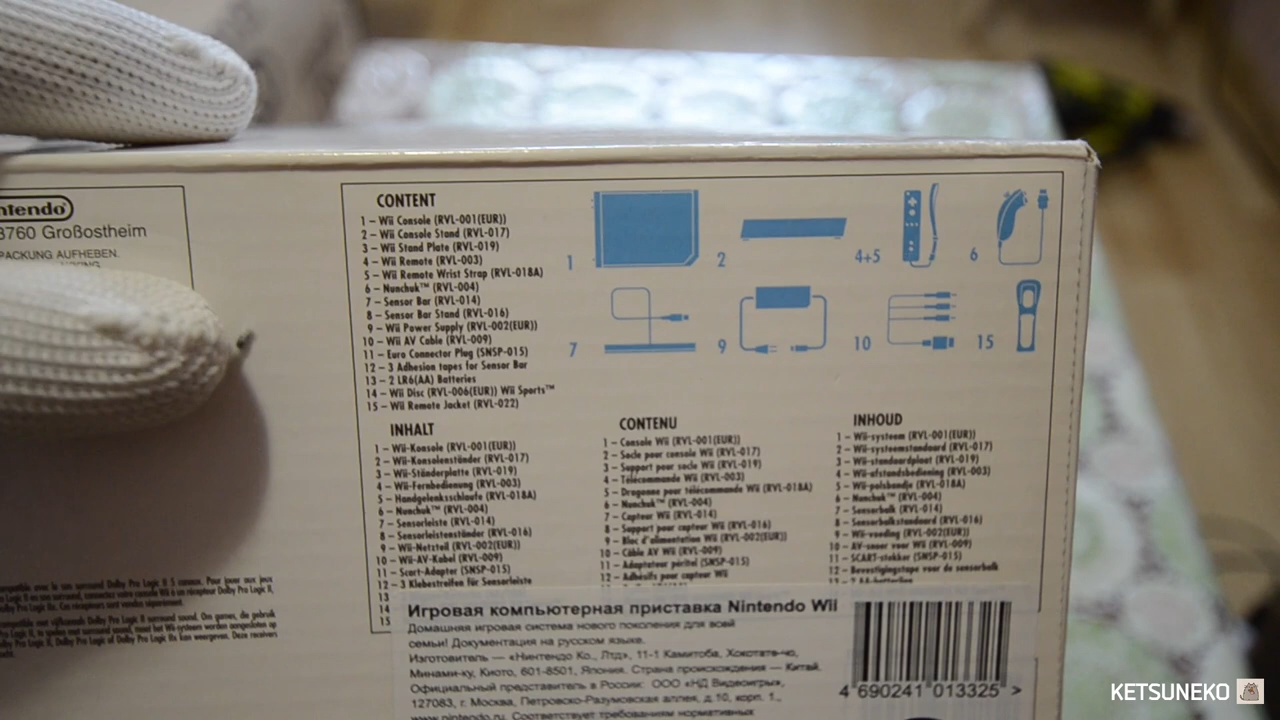 ntendo
3760 Großostheim
PACKUNG AUFHEBEN.
CONTENT
1 – Wii Console (RVL-001(EUR))
2 – Wii Console Stand (RVL-017)
3 – Wii Stand Plate (RVL-019)
4 – Wii Remote (RVL-003)
5 – Wii Remote Wrist Strap (RVL-018A)
6 – Nunchuk™ (RVL-004)
7 – Sensor Bar (RVL-014)
8 – Sensor Bar Stand (RVL-016)
9 – Wii Power Supply (RVL-002(EUR))
10 – Wii AV Cable (RVL-009)
11 – Euro Connector Plug (SNSP-015)
12 – 3 Adhesion tapes for Sensor Bar
13 – 2 LR6(AA) Batteries
14 – Wii Disc (RVL-006(EUR)) Wii Sports™
15 – Wii Remote Jacket (RVL-022)
1
2
4+5
6
7
9
10
15
INHALT
1 – Wii-Konsole (RVL-001(EUR))
2 – Wii-Konsolenständer (RVL-017)
3 – Wii-Ständerplatte (RVL-019)
4 – Wii-Fernbedienung (RVL-003)
5 – Handgelenksschlaufe (RVL-018A)
6 – Nunchuk™ (RVL-004)
7 – Sensorleiste (RVL-014)
8 – Sensorleistenständer (RVL-016)
9 – Wii-Netzteil (RVL-002(EUR))
10 – Wii-AV-Kabel (RVL-009)
11 – Scart-Adapter (SNSP-015)
12 – 3 Klebestreifen für Sensorleiste
13
14
15
CONTENU
1 – Console Wii (RVL-001(EUR))
2 – Socle pour console Wii (RVL-017)
3 – Support pour socle Wii (RVL-019)
4 – Télécommande Wii (RVL-003)
5 – Dragonne pour télécommande Wii (RVL-018A)
6 – Nunchuk™ (RVL-004)
7 – Capteur Wii (RVL-014)
8 – Support pour capteur Wii (RVL-016)
9 – Bloc d'alimentation Wii (RVL-002(EUR))
10 – Câble AV Wii (RVL-009)
11 – Adaptateur péritel (SNSP-015)
12 – Adhésifs pour capteur Wii
INHOUD
1 – Wii-systeem (RVL-001(EUR))
2 – Wii-systeemstandaard (RVL-017)
3 – Wii-standaardplaat (RVL-019)
4 – Wii-afstandsbediening (RVL-003)
5 – Wii-polsbandje (RVL-018A)
6 – Nunchuk™ (RVL-004)
7 – Sensorbalk (RVL-014)
8 – Sensorbalkstandaard (RVL-016)
9 – Wii-voeding (RVL-002(EUR))
10 – AV-snoer voor Wii (RVL-009)
11 – SCART-stekker (SNSP-015)
12 – Bevestigingstape voor de sensorbalk
Игровая компьютерная приставка Nintendo Wii
Домашняя игровая система нового поколения для всей
семьи! Документация на русском языке.
Изготовитель — «Нинтендо Ко., Лтд», 11-1 Камитоба, Хокотате-чо,
Минами-ку, Киото, 601-8501, Япония. Страна происхождения — Китай.
Официальный представитель в России: ООО «НД Видеоигры»,
127083, г. Москва, Петровско-Разумовская аллея, д.10, корп. 1.,
www.nintendo.ru. Соответствует требованиям нормативных
4 690241 013325 >
KETSUNEKO